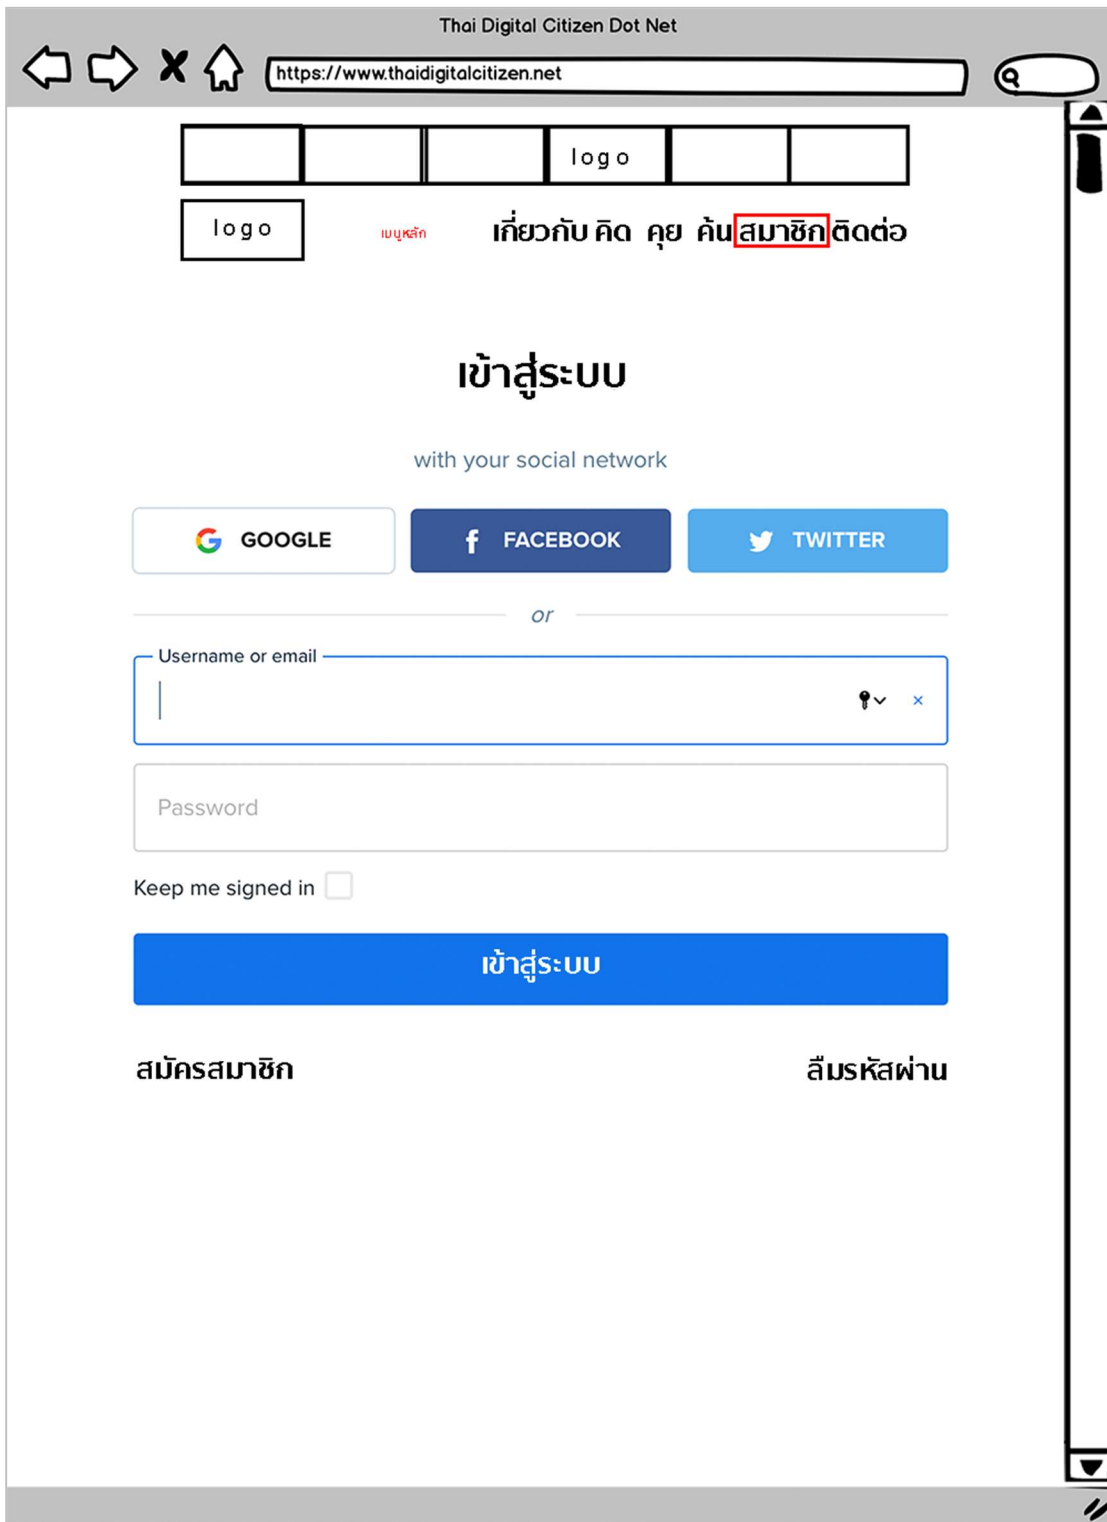 Thai Digital Citizen Dot Net
https://www.thaidigitalcitizen.net
logo
logo เมนูหลัก เกี่ยวกับ คิด คุย ค้น สมาชิก ติดต่อ
เข้าสู่ระบบ
with your social network
GOOGLE FACEBOOK TWITTER
or
Username or email
Password
Keep me signed in
เข้าสู่ระบบ
สมัครสมาชิก ลืมรหัสผ่าน